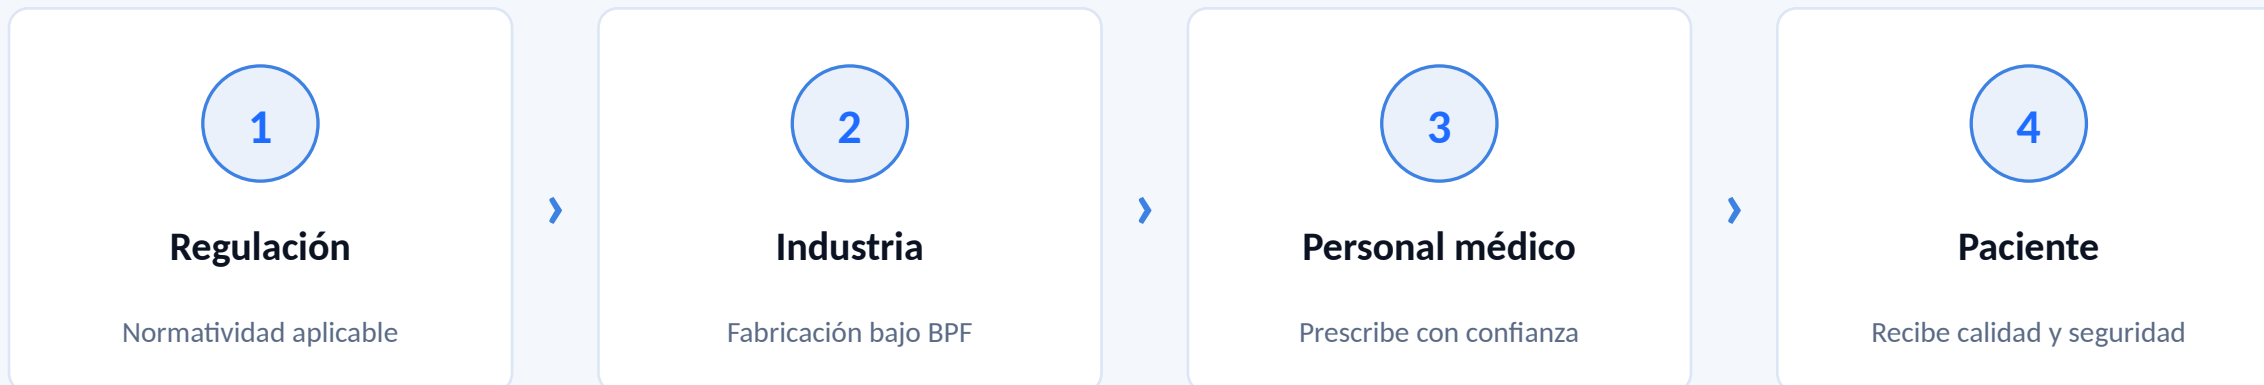 1
Regulación
Normatividad aplicable
›
2
Industria
Fabricación bajo BPF
›
3
Personal médico
Prescribe con confianza
›
4
Paciente
Recibe calidad y seguridad